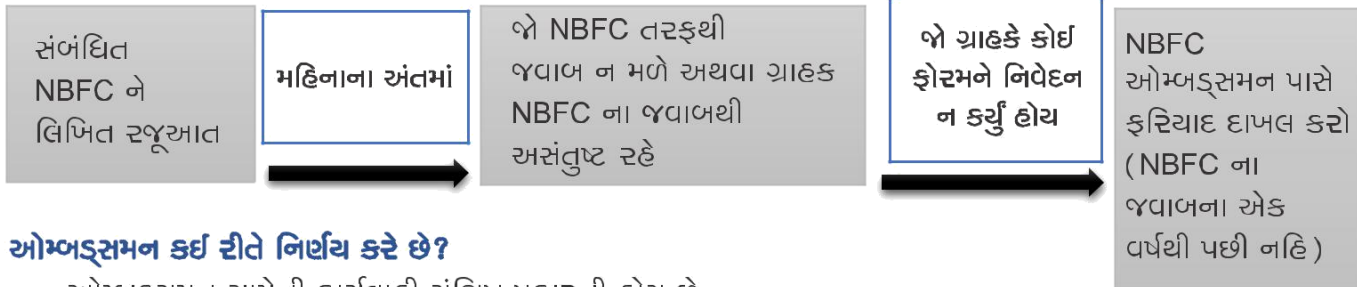 સંબંધિત
NBFC ને
લિખિત રજૂઆત
મહિનાના અંતમાં
જો NBFC તરફથી
જવાબ ન મળે અથવા ગ્રાહક
NBFC ના જવાબથી
અસંતુષ્ટ રહે
જો ગ્રાહકે કોઈ
ફોરમને નિવેદન
ન કર્યું હોય
NBFC
ઓમ્બડ્સમન પાસે
ફરિયાદ દાખલ કરો
(NBFC ના
જવાબના એક
વર્ષથી પછી નહિ)
ઓમ્બડ્સમન કઈ રીતે નિર્ણય કરે છે?